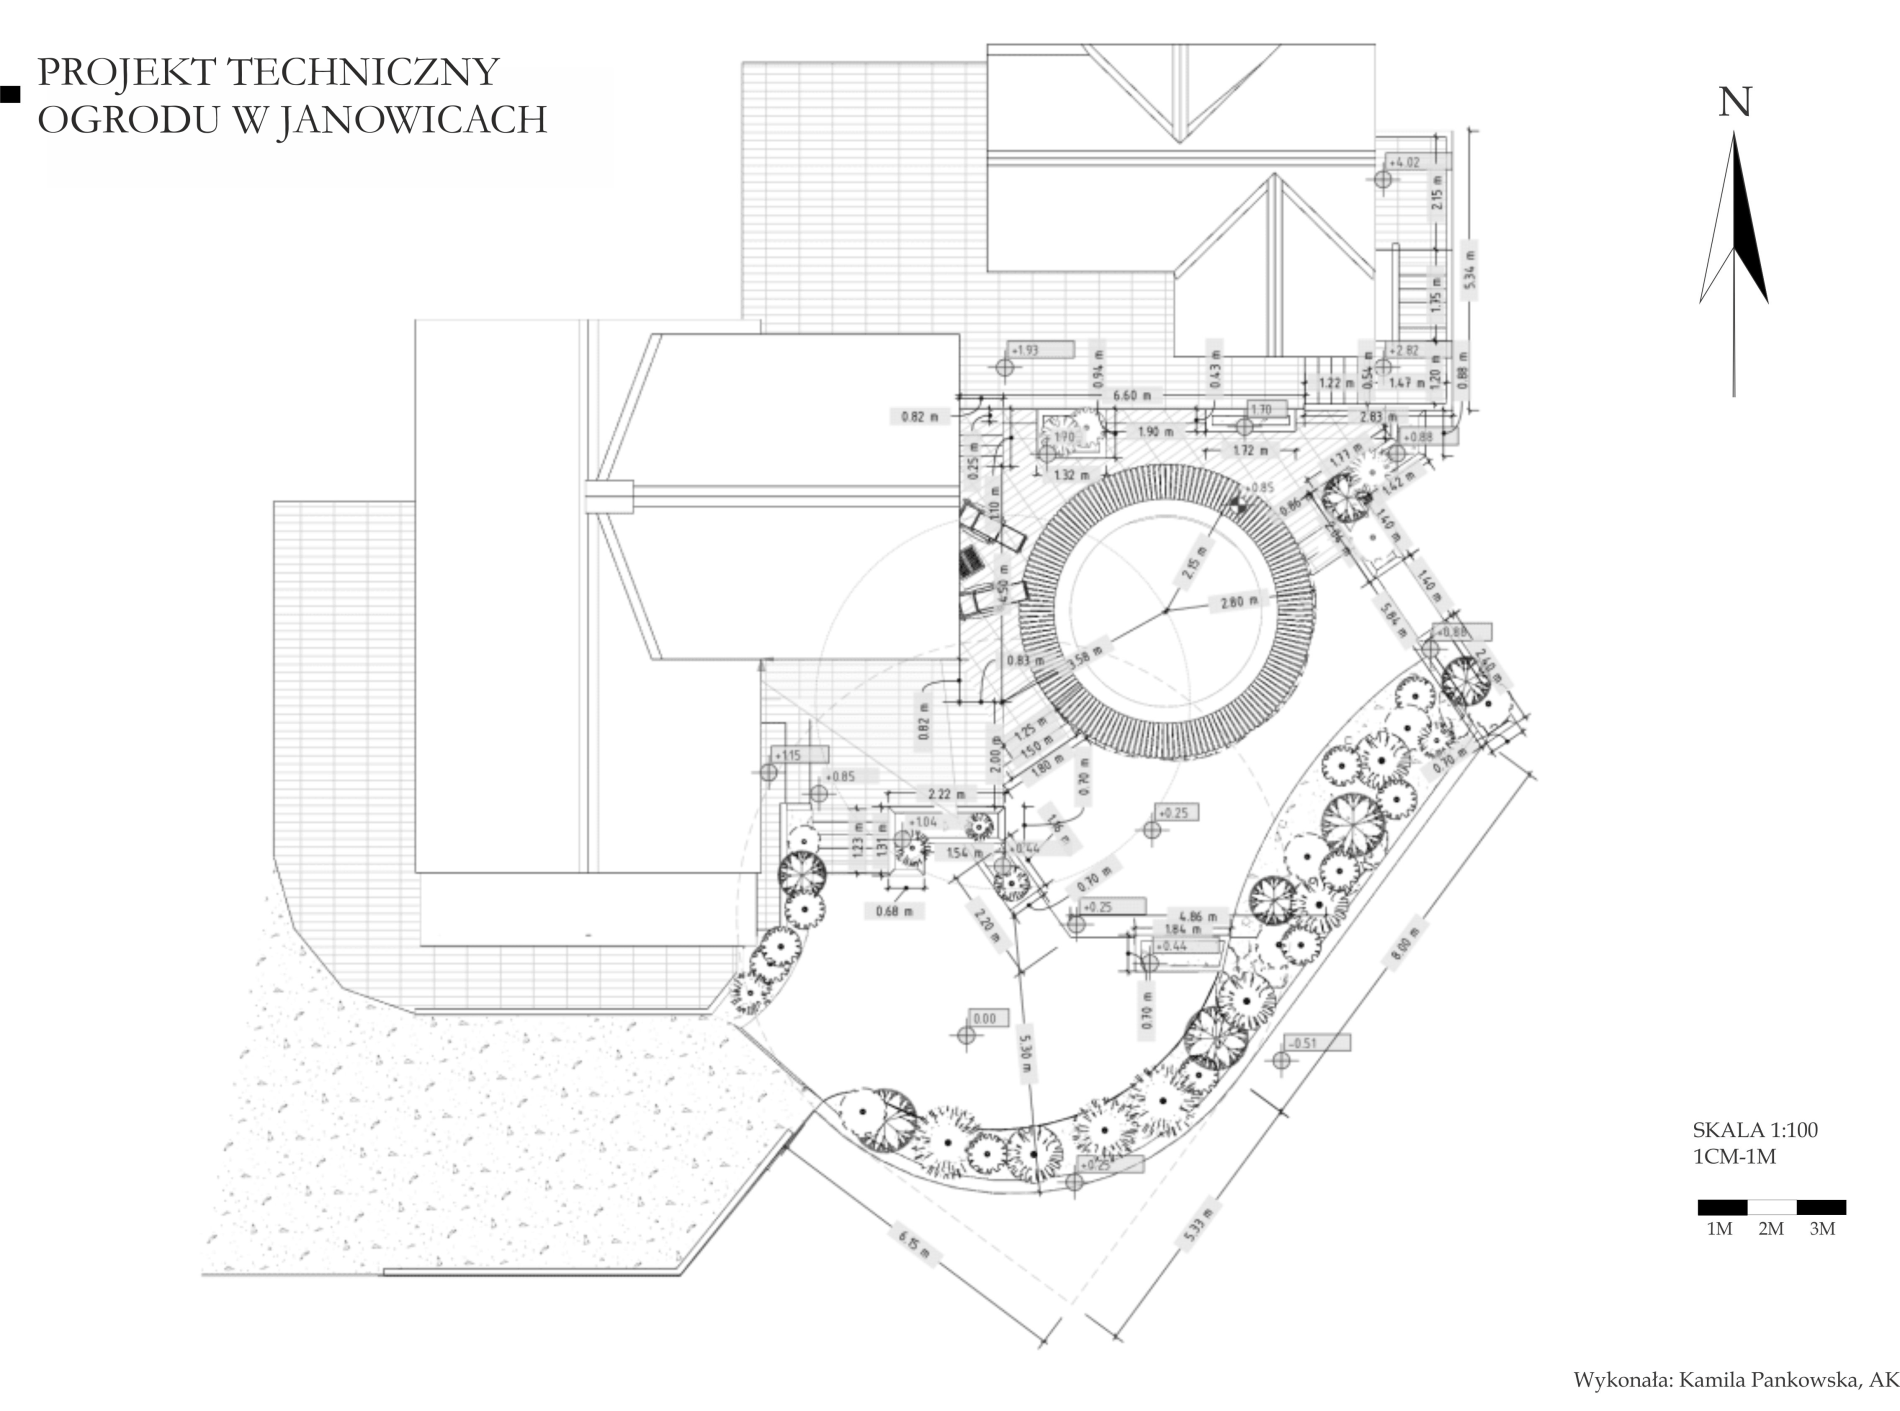 PROJEKT TECHNICZNY
OGRODU W JANOWICACH
N
+4.02
2.15 m
5.34 m
1.75 m
+1.93
+2.82
0.94 m
0.43 m
0.54 m
1.20 m
0.88 m
1.22 m
1.47 m
6.60 m
0.82 m
1.70
2.83 m
1.70
1.90 m
+0.88
0.25 m
1.32 m
1.72 m
1.77 m
1.42 m
+0.85
0.86 m
1.10 m
1.40 m
2.04 m
2.15 m
4.50 m
1.40 m
2.80 m
5.84 m
+0.88
0.83 m
3.58 m
2.40 m
0.82 m
1.25 m
1.50 m
2.00 m
1.80 m
0.70 m
0.70 m
+1.15
+0.85
2.22 m
+0.25
+1.04
1.23 m
1.31 m
1.54 m
+0.44
0.70 m
0.68 m
2.20 m
+0.25
4.86 m
1.84 m
+0.44
8.00 m
0.70 m
0.00
5.30 m
-0.51
+0.25
6.15 m
5.33 m
SKALA 1:100
1CM-1M
1M 2M 3M
Wykonała: Kamila Pankowska, AK